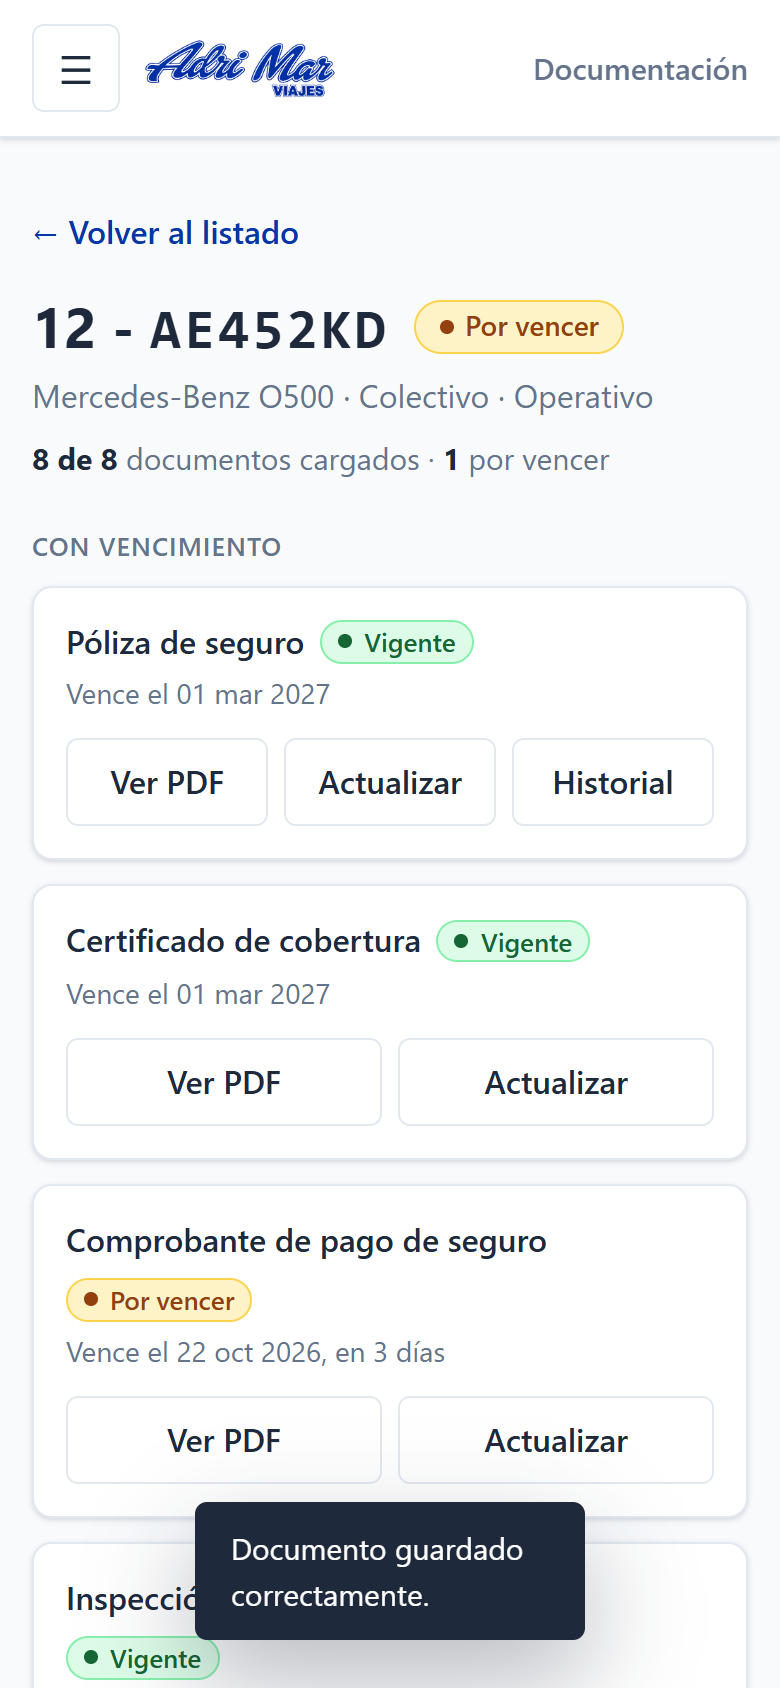 ☰
Adri Mar
VIAJES
Documentación
← Volver al listado
12 - AE452KD
Por vencer
Mercedes-Benz O500 · Colectivo · Operativo
8 de 8 documentos cargados · 1 por vencer
CON VENCIMIENTO
Póliza de seguro
Vigente
Vence el 01 mar 2027
Ver PDF
Actualizar
Historial
Certificado de cobertura
Vigente
Vence el 01 mar 2027
Ver PDF
Actualizar
Comprobante de pago de seguro
Por vencer
Vence el 22 oct 2026, en 3 días
Ver PDF
Actualizar
Documento guardado
correctamente.
Vigente